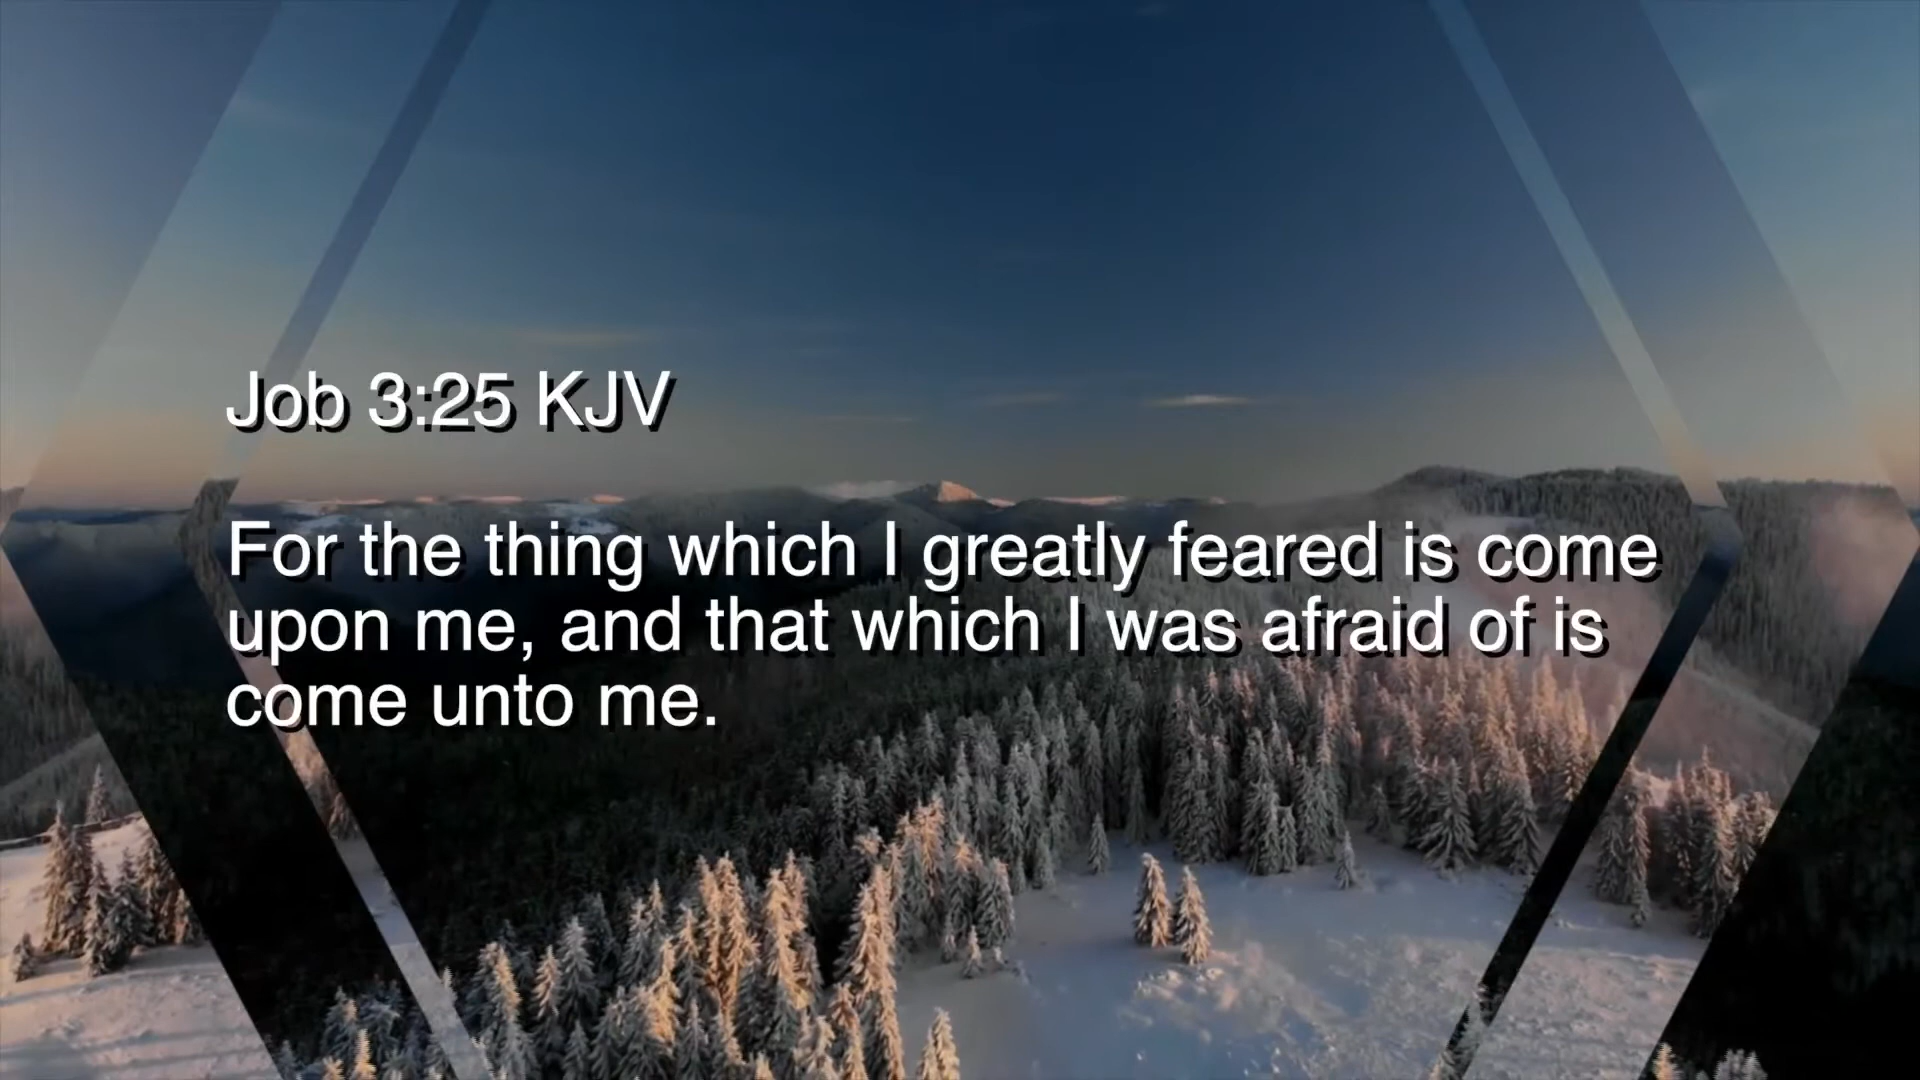 Job 3:25 KJV
For the thing which I greatly feared is come
upon me, and that which I was afraid of is
come unto me.